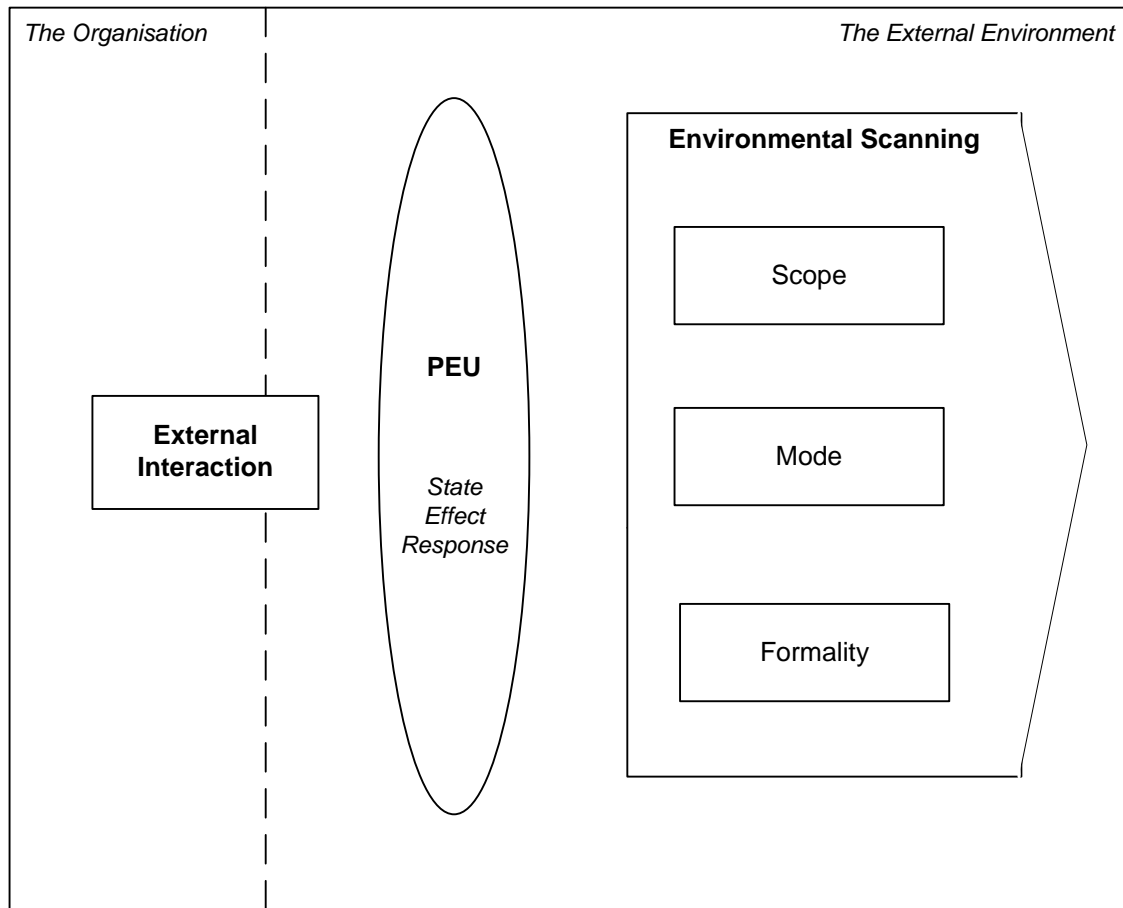 The Organisation
The External Environment
Environmental Scanning
Scope
PEU
External
Interaction
Mode
State
Effect
Response
Formality